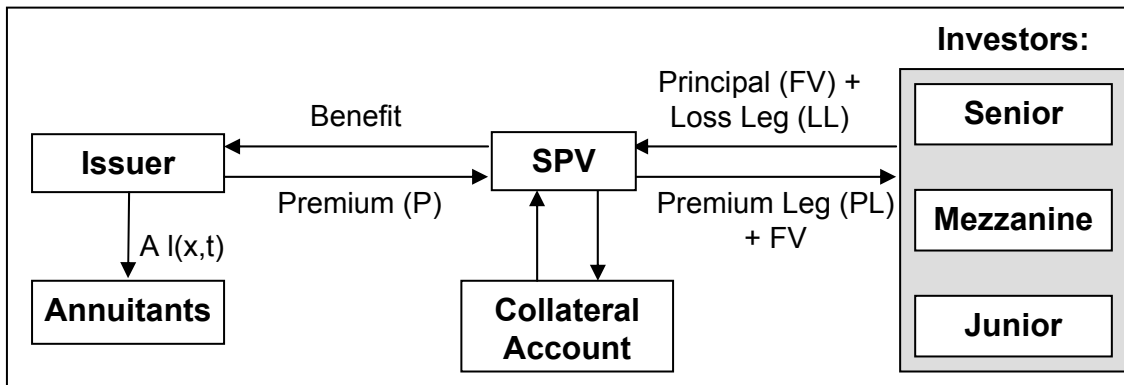 Investors:
Principal (FV) +
Loss Leg (LL)
Senior
Benefit
Issuer
SPV
Premium (P)
Premium Leg (PL)
+ FV
Mezzanine
A l(x,t)
Annuitants
Collateral
Account
Junior